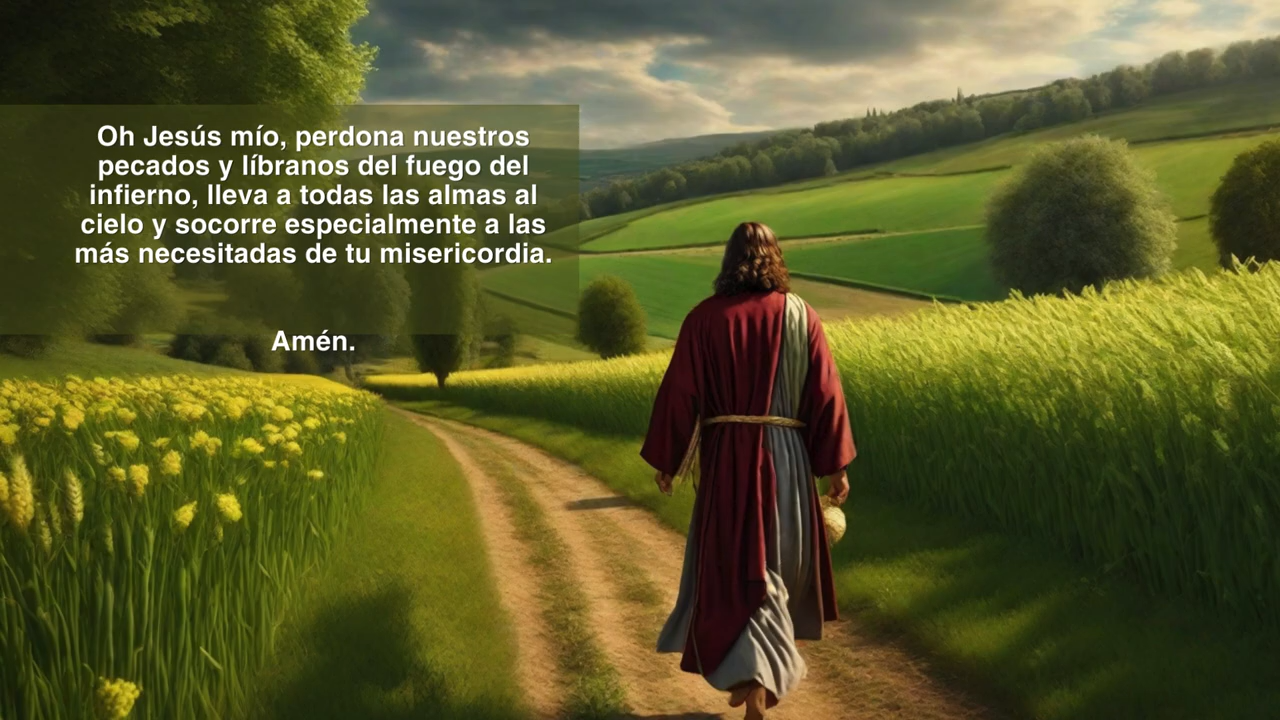 Oh Jesús mío, perdona nuestros
pecados y líbranos del fuego del
infierno, lleva a todas las almas al
cielo y socorre especialmente a las
más necesitadas de tu misericordia.
Amén.